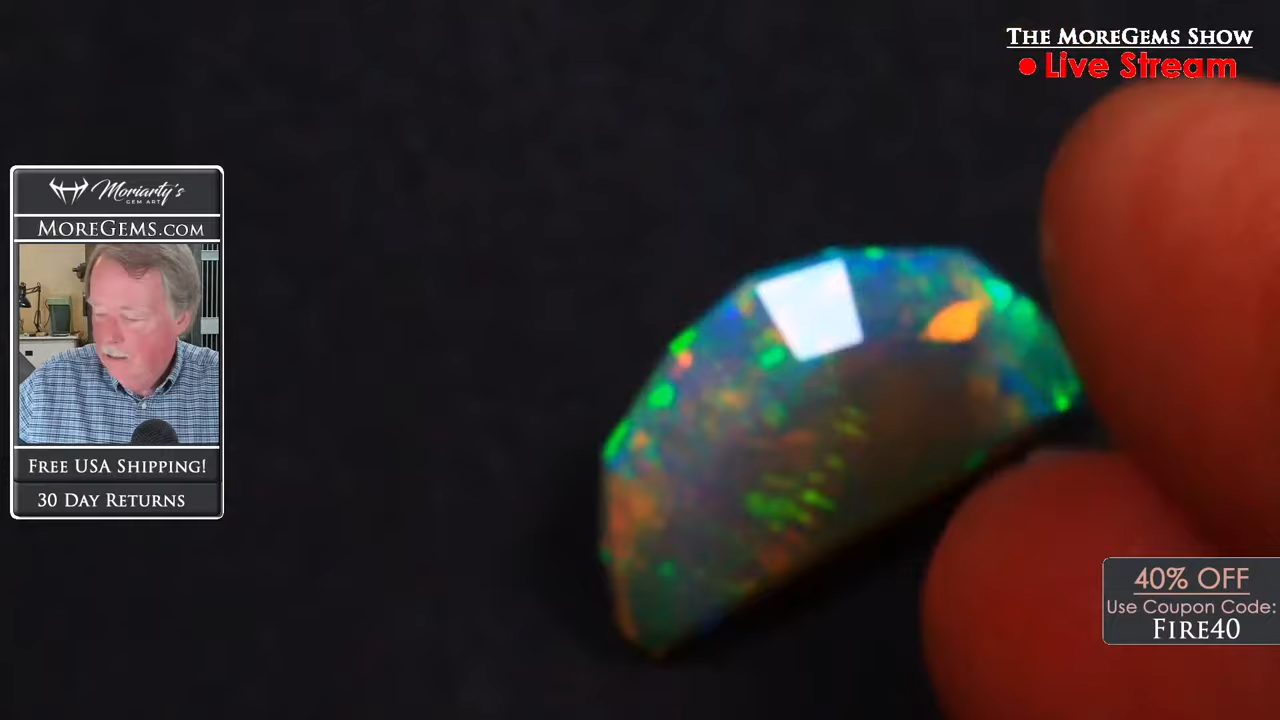 The MoreGems Show
Live Stream
Moriarty's
GEM ART
MoreGems.com
Free USA Shipping!
30 Day Returns
40% OFF
Use Coupon Code:
Fire40